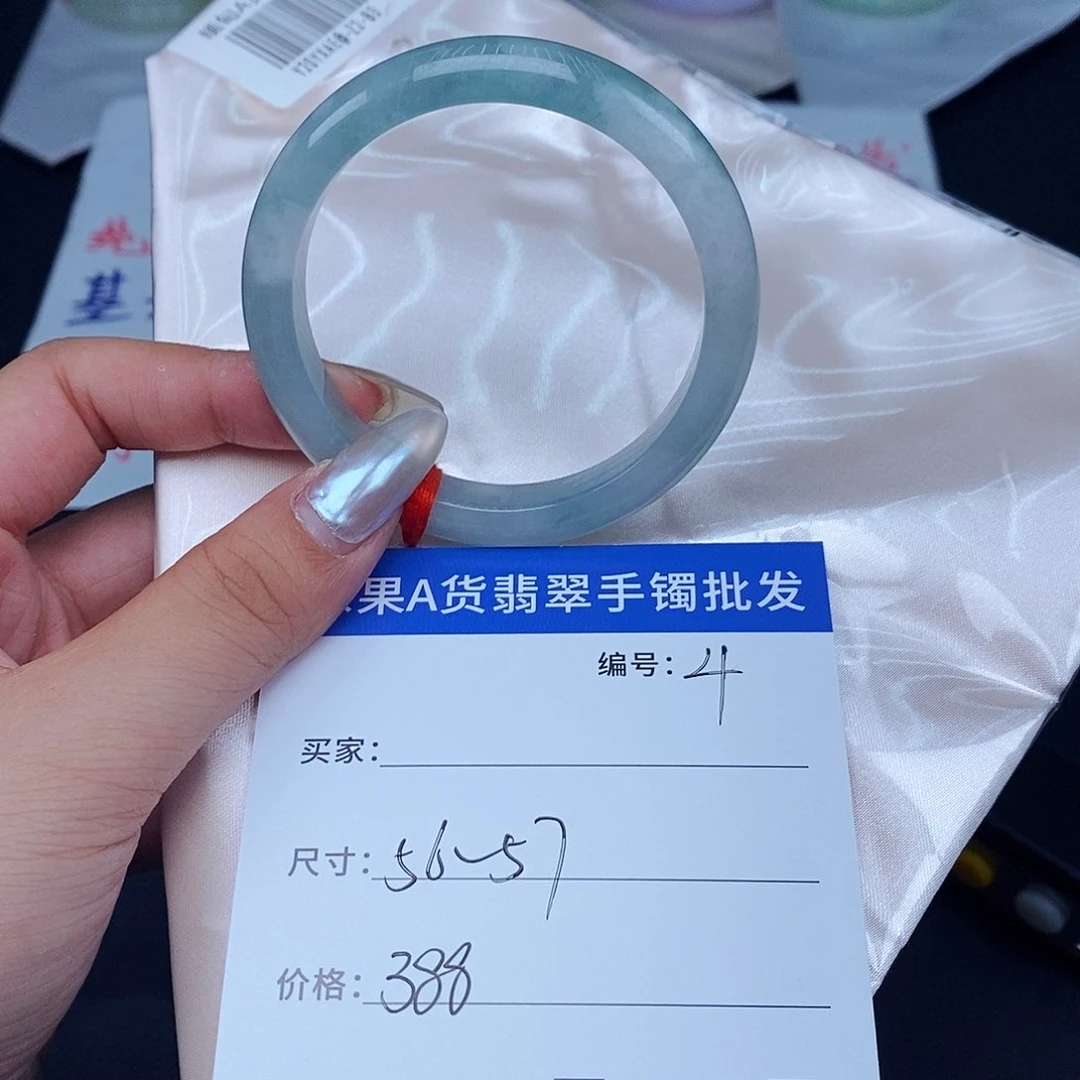 果A货翡翠手镯批发
编号：4
买家：
尺寸：56~57
价格：388